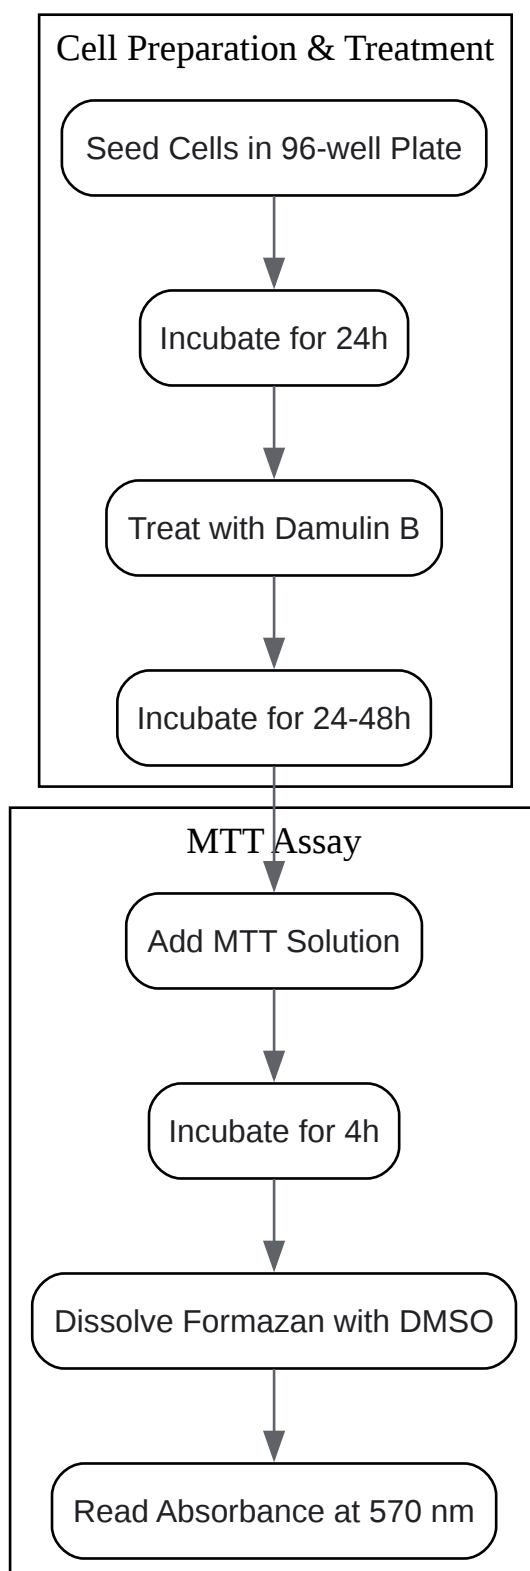 Cell Preparation & Treatment
Seed Cells in 96-well Plate
Incubate for 24h
Treat with Damulin B
Incubate for 24-48h
MTT Assay
Add MTT Solution
Incubate for 4h
Dissolve Formazan with DMSO
Read Absorbance at 570 nm